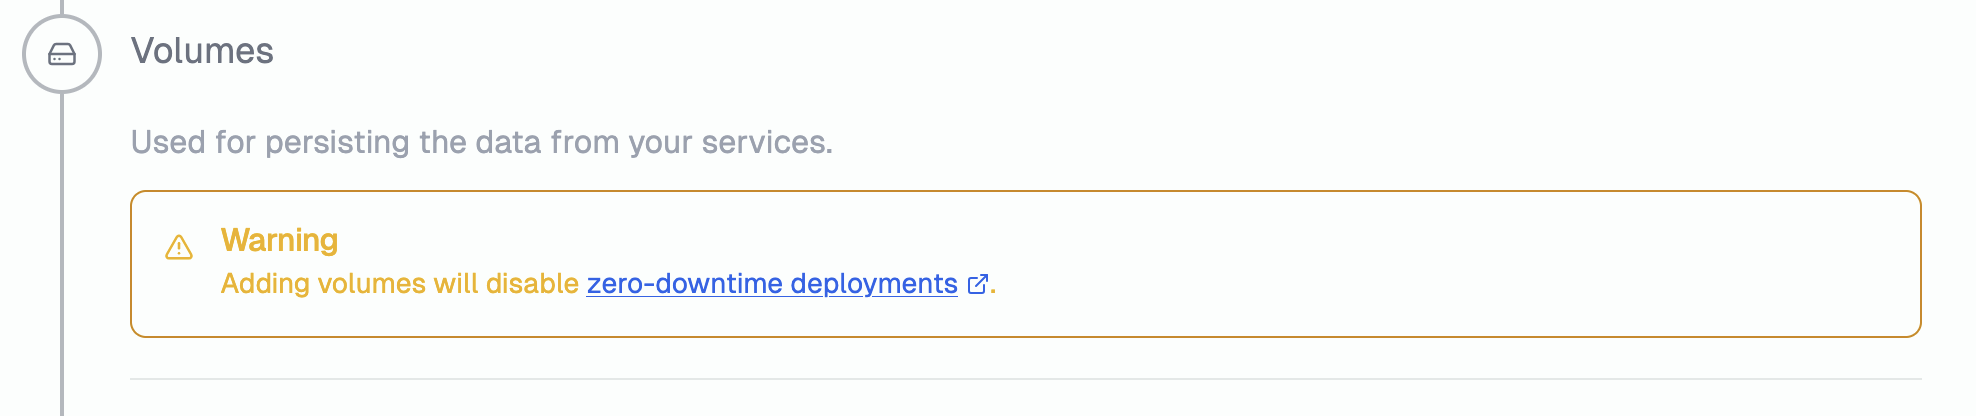 Volumes
Used for persisting the data from your services.
Warning
Adding volumes will disable zero-downtime deployments.